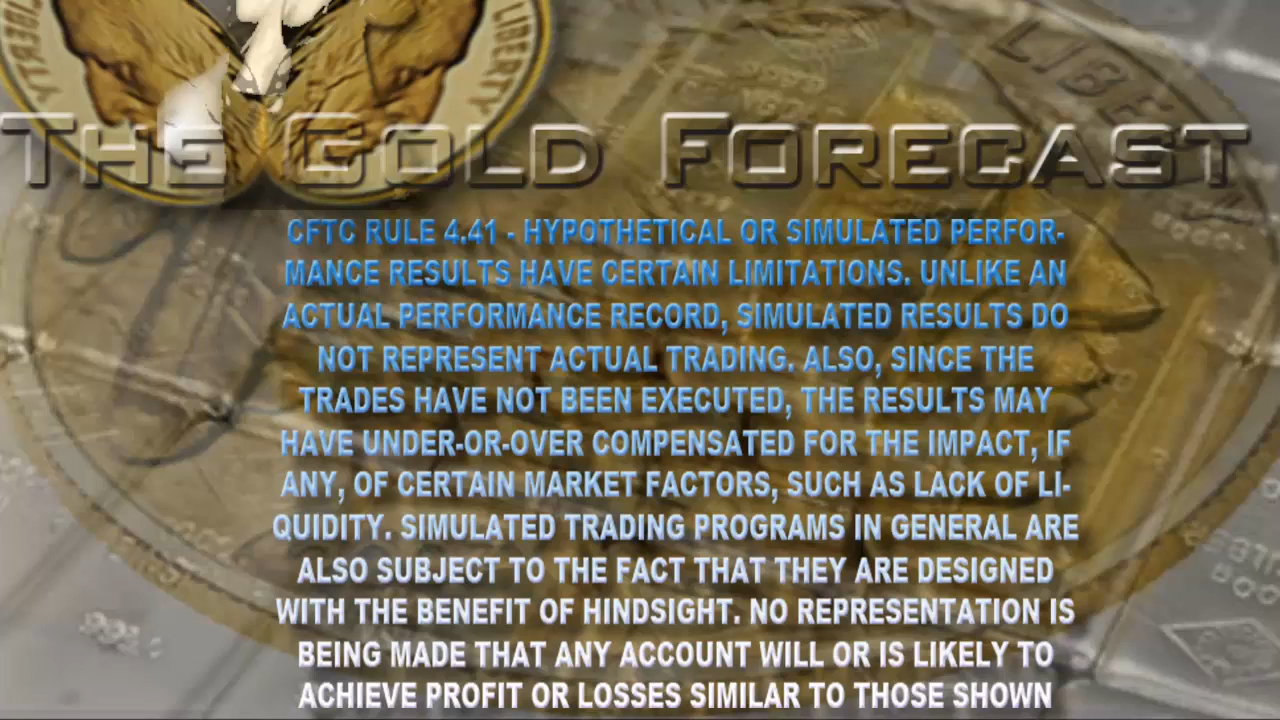 LIBERTY
LIBERTY
THE GOLD FORECAST
CFTC RULE 4.41 - HYPOTHETICAL OR SIMULATED PERFOR-
MANCE RESULTS HAVE CERTAIN LIMITATIONS. UNLIKE AN
ACTUAL PERFORMANCE RECORD, SIMULATED RESULTS DO
NOT REPRESENT ACTUAL TRADING. ALSO, SINCE THE
TRADES HAVE NOT BEEN EXECUTED, THE RESULTS MAY
HAVE UNDER-OR-OVER COMPENSATED FOR THE IMPACT, IF
ANY, OF CERTAIN MARKET FACTORS, SUCH AS LACK OF LI-
QUIDITY. SIMULATED TRADING PROGRAMS IN GENERAL ARE
ALSO SUBJECT TO THE FACT THAT THEY ARE DESIGNED
WITH THE BENEFIT OF HINDSIGHT. NO REPRESENTATION IS
BEING MADE THAT ANY ACCOUNT WILL OR IS LIKELY TO
ACHIEVE PROFIT OR LOSSES SIMILAR TO THOSE SHOWN